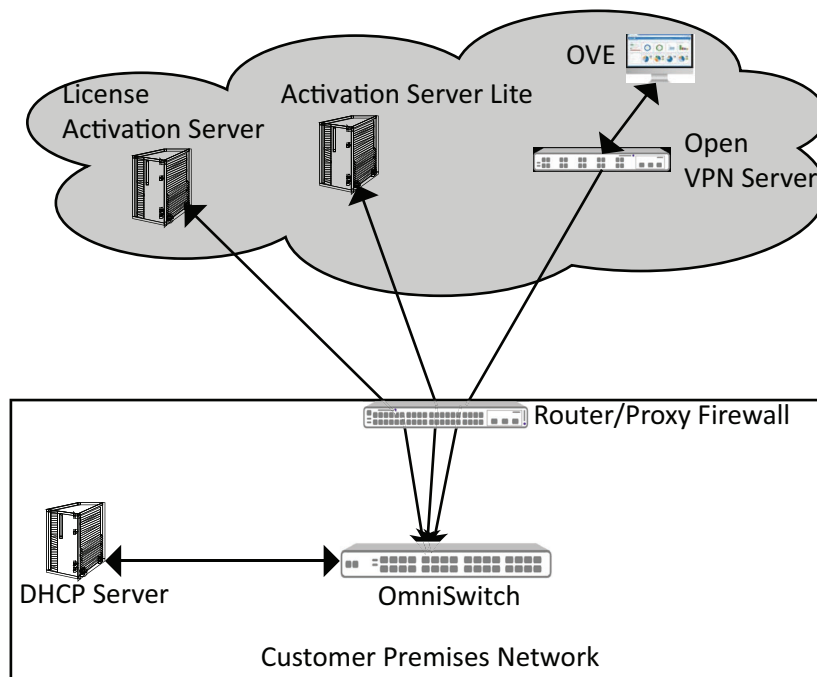 OVE
License
Activation Server
Activation Server Lite
Open
VPN Server
Router/Proxy Firewall
DHCP Server
OmniSwitch
Customer Premises Network